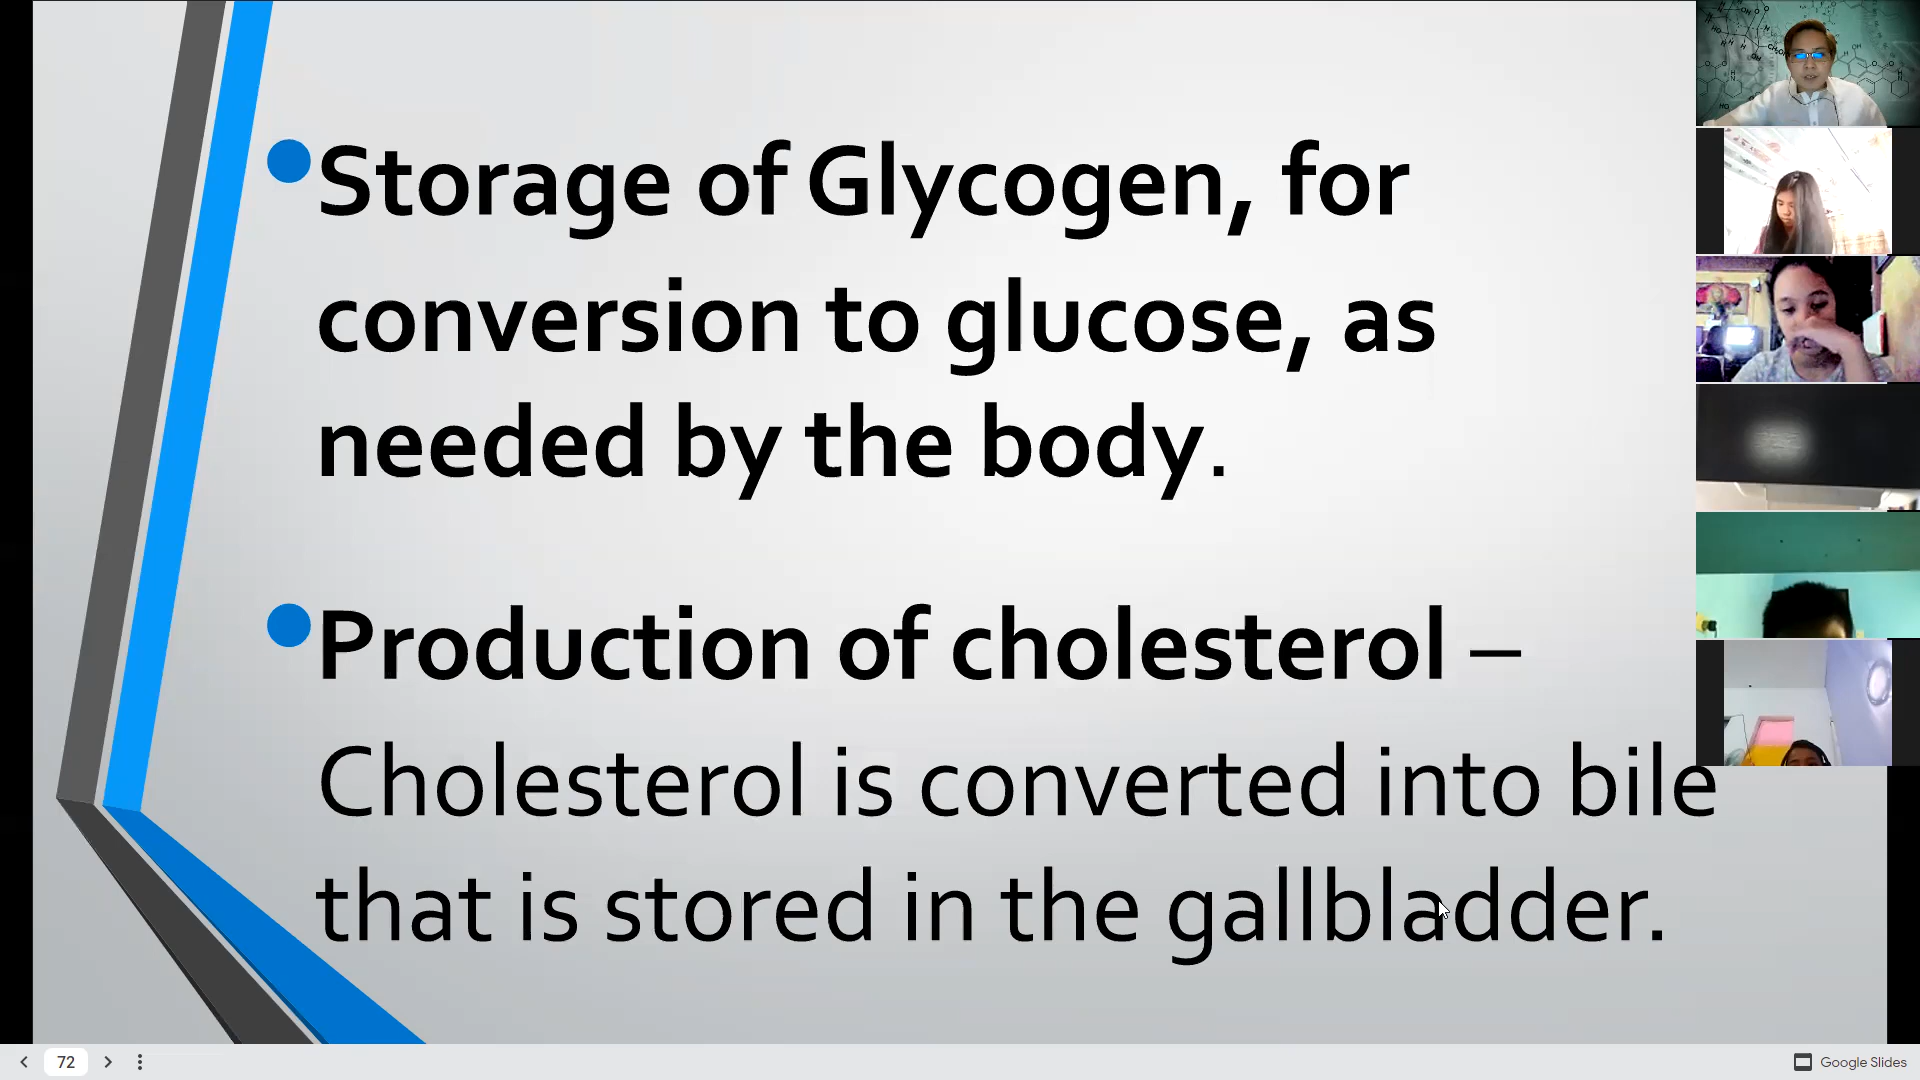 Storage of Glycogen, for
conversion to glucose, as
needed by the body.
Production of cholesterol –
Cholesterol is converted into bile
that is stored in the gallbladder.
72
Google Slides